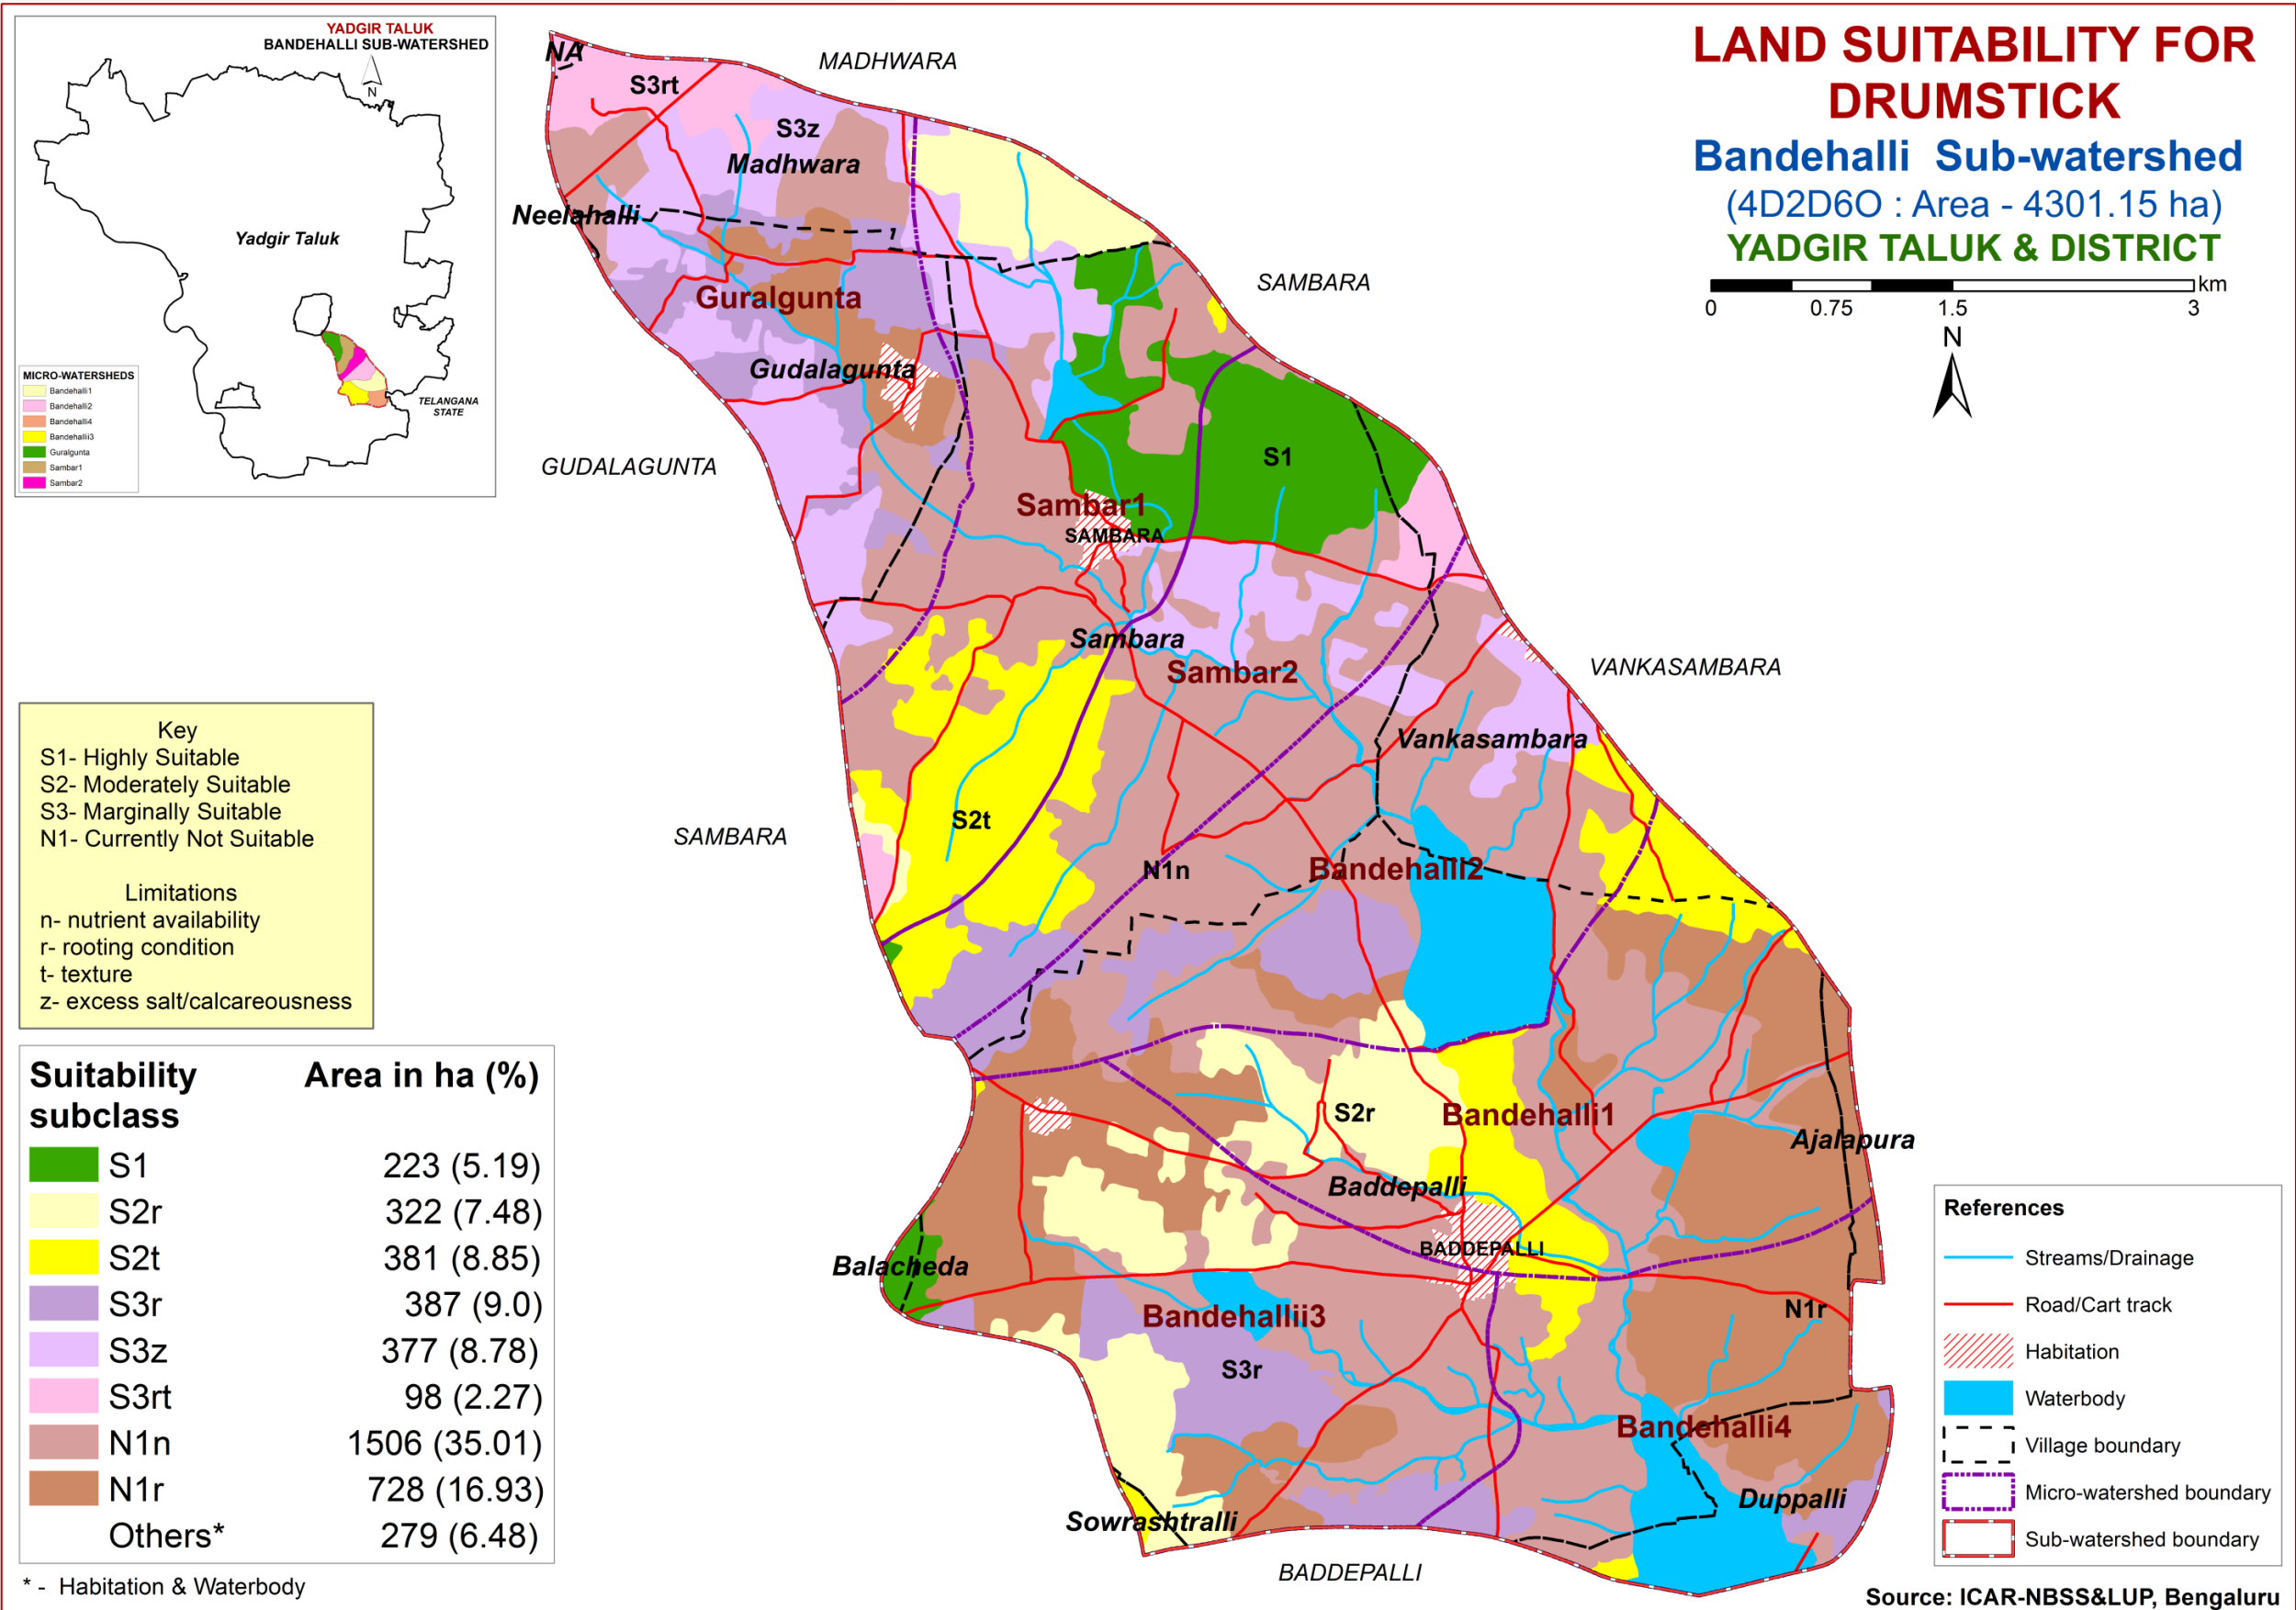 YADGIR TALUK
BANDEHALLI SUB-WATERSHED
N
Yadgir Taluk
TELANGANA
STATE
MICRO-WATERSHEDS
Bandehalli1
Bandehalli2
Bandehalli4
Bandehallii3
Guralgunta
Sambar1
Sambar2
LAND SUITABILITY FOR
DRUMSTICK
Bandehalli Sub-watershed
(4D2D6O : Area - 4301.15 ha)
YADGIR TALUK & DISTRICT
km
0 0.75 1.5 3
N
NA
MADHWARA
S3rt
S3z
Madhwara
Neelahalli
SAMBARA
Guralgunta
Gudalagunta
GUDALAGUNTA
S1
Sambar1
SAMBARA
Sambara
Sambar2
VANKASAMBARA
Vankasambara
S2t
SAMBARA
N1n
Bandehalli2
S2r
Bandehalli1
Ajalapura
Baddepalli
BADDEPALLI
Balacheda
Bandehallii3
N1r
S3r
Bandehalli4
Duppalli
Sowrashtralli
BADDEPALLI
Key
S1- Highly Suitable
S2- Moderately Suitable
S3- Marginally Suitable
N1- Currently Not Suitable
Limitations
n- nutrient availability
r- rooting condition
t- texture
z- excess salt/calcareousness
Suitability subclass Area in ha (%)
S1 223 (5.19)
S2r 322 (7.48)
S2t 381 (8.85)
S3r 387 (9.0)
S3z 377 (8.78)
S3rt 98 (2.27)
N1n 1506 (35.01)
N1r 728 (16.93)
Others* 279 (6.48)
* - Habitation & Waterbody
References
Streams/Drainage
Road/Cart track
Habitation
Waterbody
Village boundary
Micro-watershed boundary
Sub-watershed boundary
Source: ICAR-NBSS&LUP, Bengaluru